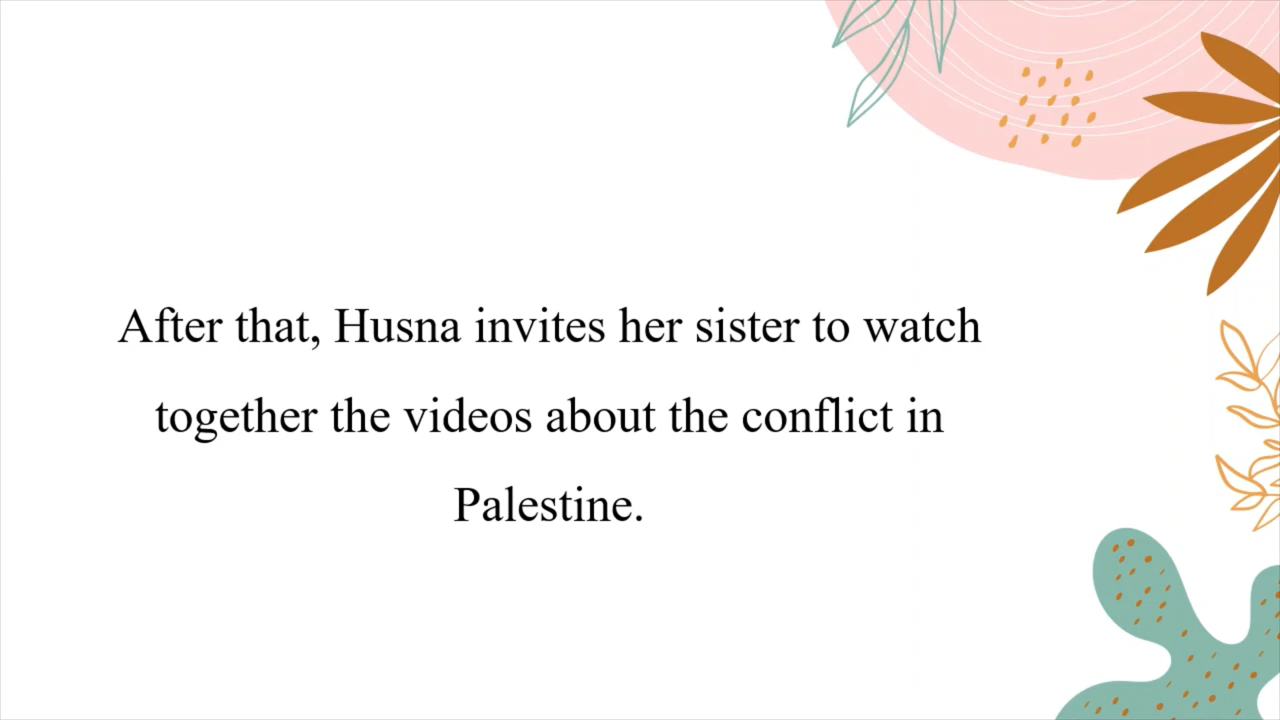 After that, Husna invites her sister to watch
together the videos about the conflict in
Palestine.